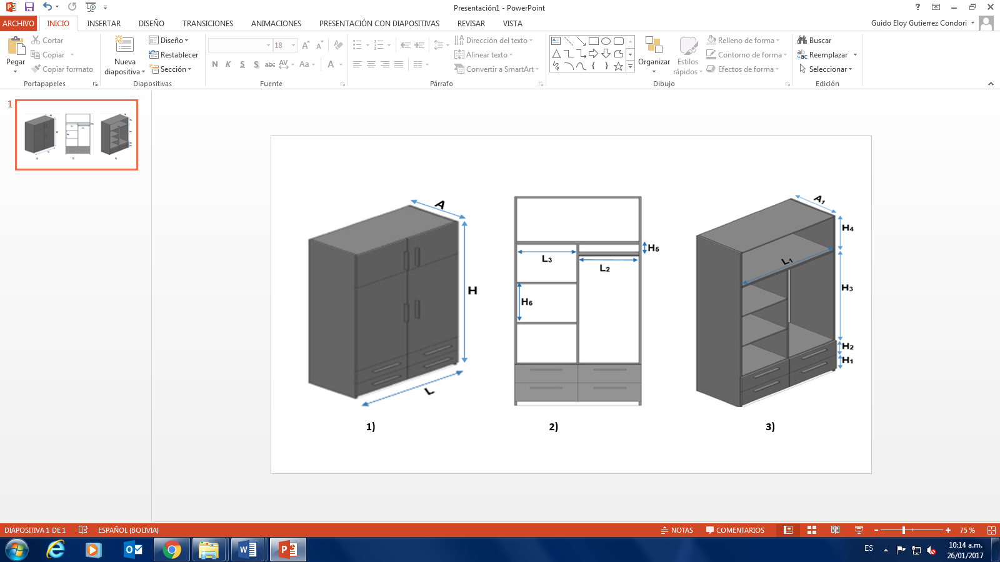 Presentación1 - PowerPoint
?
ARCHIVO INICIO INSERTAR DISEÑO TRANSICIONES ANIMACIONES PRESENTACIÓN CON DIAPOSITIVAS REVISAR VISTA
Guido Eloy Gutierrez Condori
Pegar
Cortar
Copiar
Copiar formato
Portapapeles
Nueva
diapositiva
Diseño
Restablecer
Sección
Diapositivas
18
N K S S abc AV Aa A
Fuente
Dirección del texto
Alinear texto
Convertir a SmartArt
Párrafo
Organizar
Estilos
rápidos
Relleno de forma
Contorno de forma
Efectos de forma
Dibujo
Buscar
Reemplazar
Seleccionar
Edición
1
A
H
L
1)
L3
L2
H5
H6
2)
A1
H4
L1
H3
H2
H1
3)
DIAPOSITIVA 1 DE 1 ESPAÑOL (BOLIVIA)
NOTAS COMENTARIOS 75 %
ES
10:14 a.m.
26/01/2017